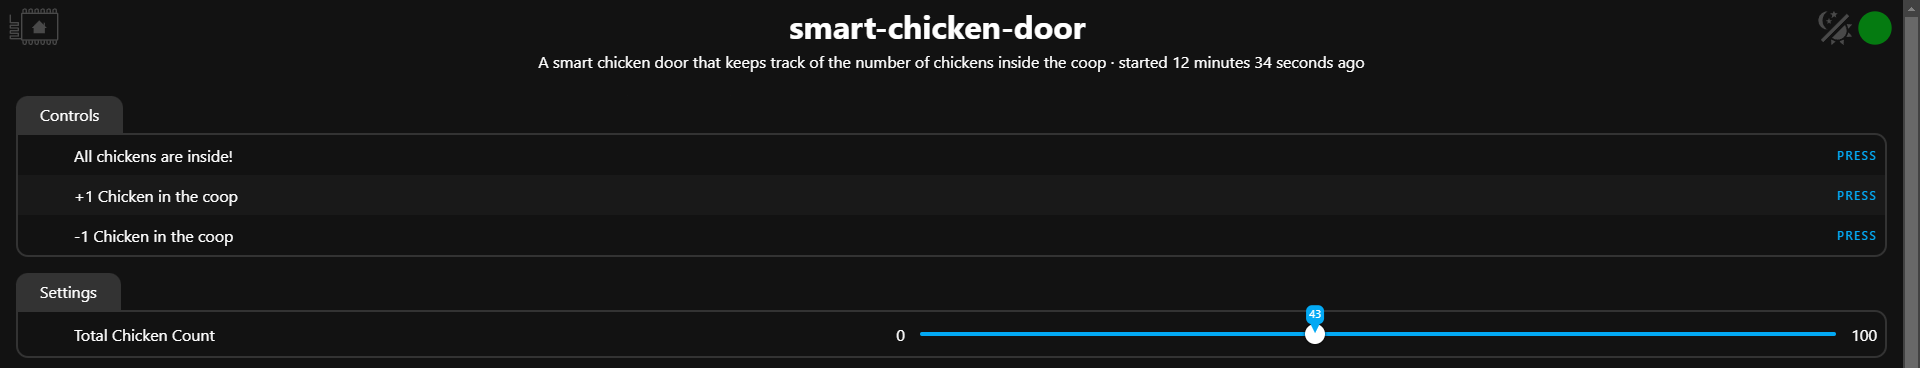 smart-chicken-door
A smart chicken door that keeps track of the number of chickens inside the coop · started 12 minutes 34 seconds ago
Controls
All chickens are inside! PRESS
+1 Chicken in the coop PRESS
-1 Chicken in the coop PRESS
Settings
43
Total Chicken Count 0 100